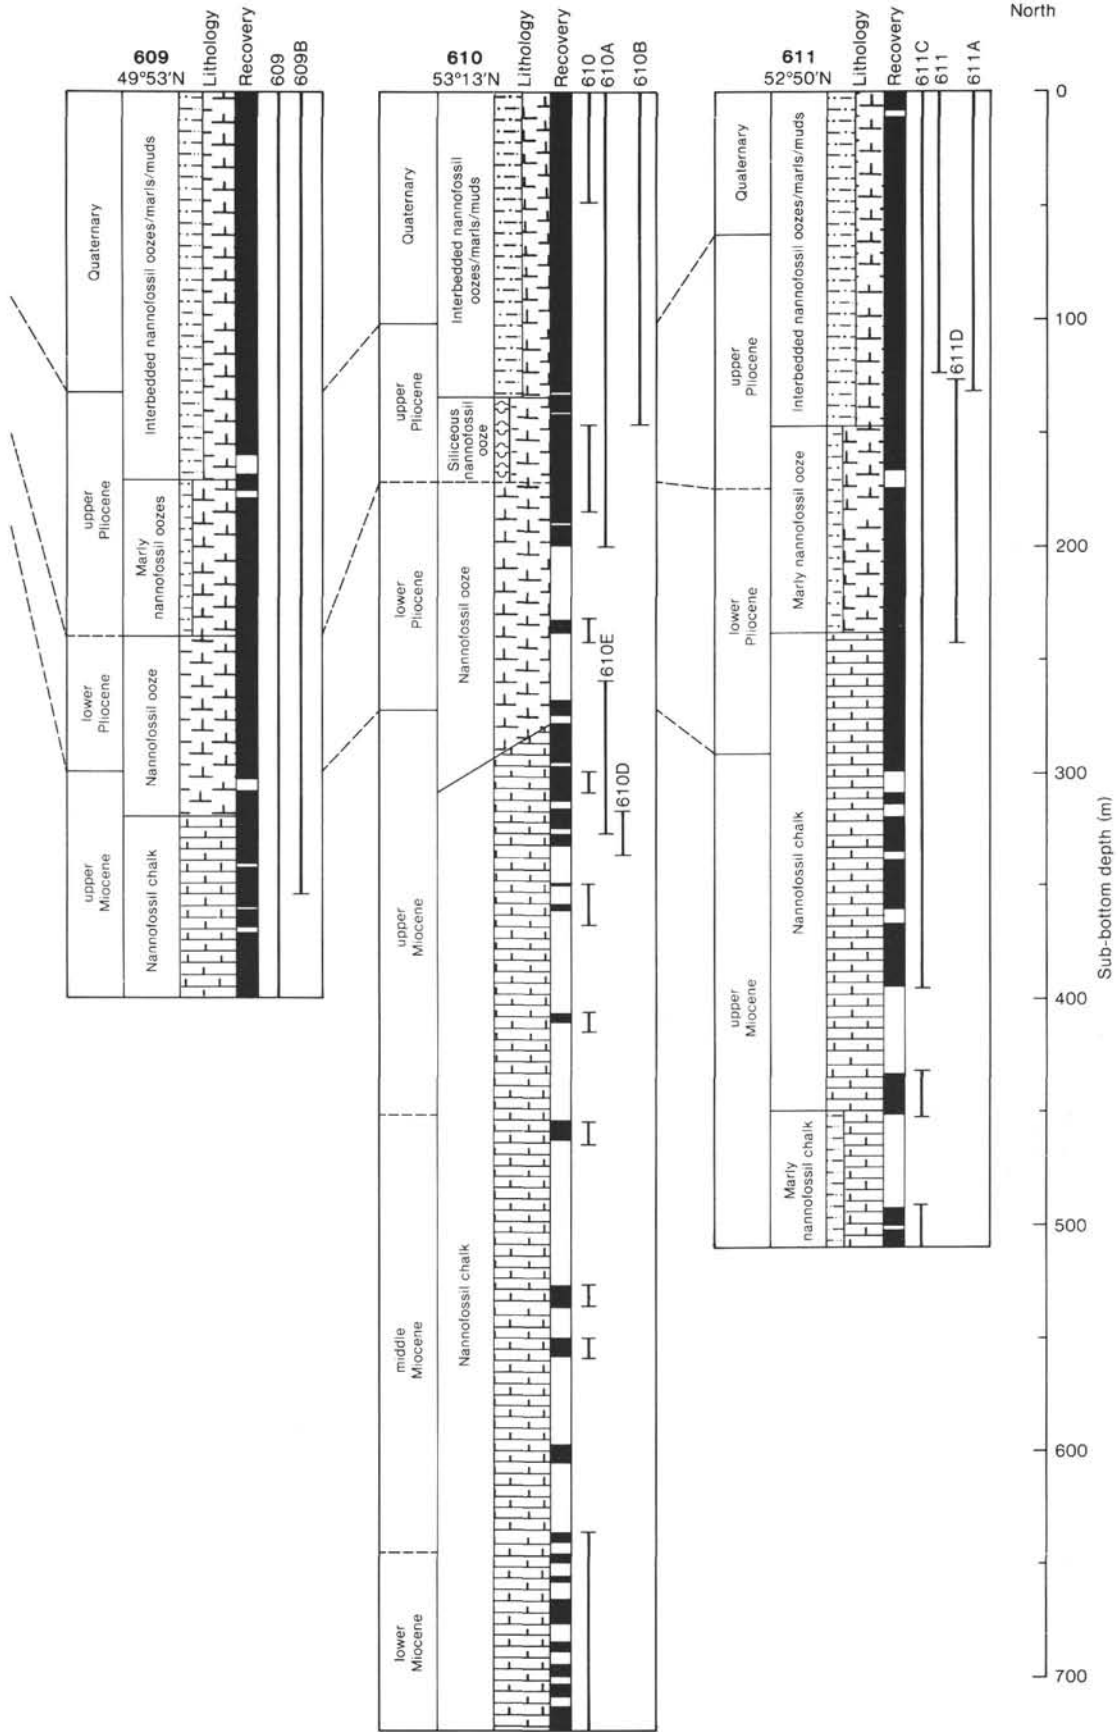 North
609
49°53'N
Lithology
Recovery
609
609B
Quaternary
upper
Pliocene
lower
Pliocene
upper
Miocene
Interbedded nannofossil oozes/marls/muds
Marly
nannofossil oozes
Nannofossil ooze
Nannofossil chalk
610
53°13'N
Lithology
Recovery
610
610A
610B
610E
610D
Quaternary
upper
Pliocene
lower
Pliocene
upper
Miocene
middle
Miocene
lower
Miocene
Interbedded nannofossil
oozes/marls/muds
Siliceous
nannofossil
ooze
Nannofossil ooze
Nannofossil chalk
611
52°50'N
Lithology
Recovery
611C
611
611A
611D
Quaternary
upper
Pliocene
lower
Pliocene
upper
Miocene
Interbedded nannofossil oozes/marls/muds
Marly nannofossil ooze
Nannofossil chalk
Marly
nannofossil chalk
0
100
200
300
400
500
600
700
Sub-bottom depth (m)